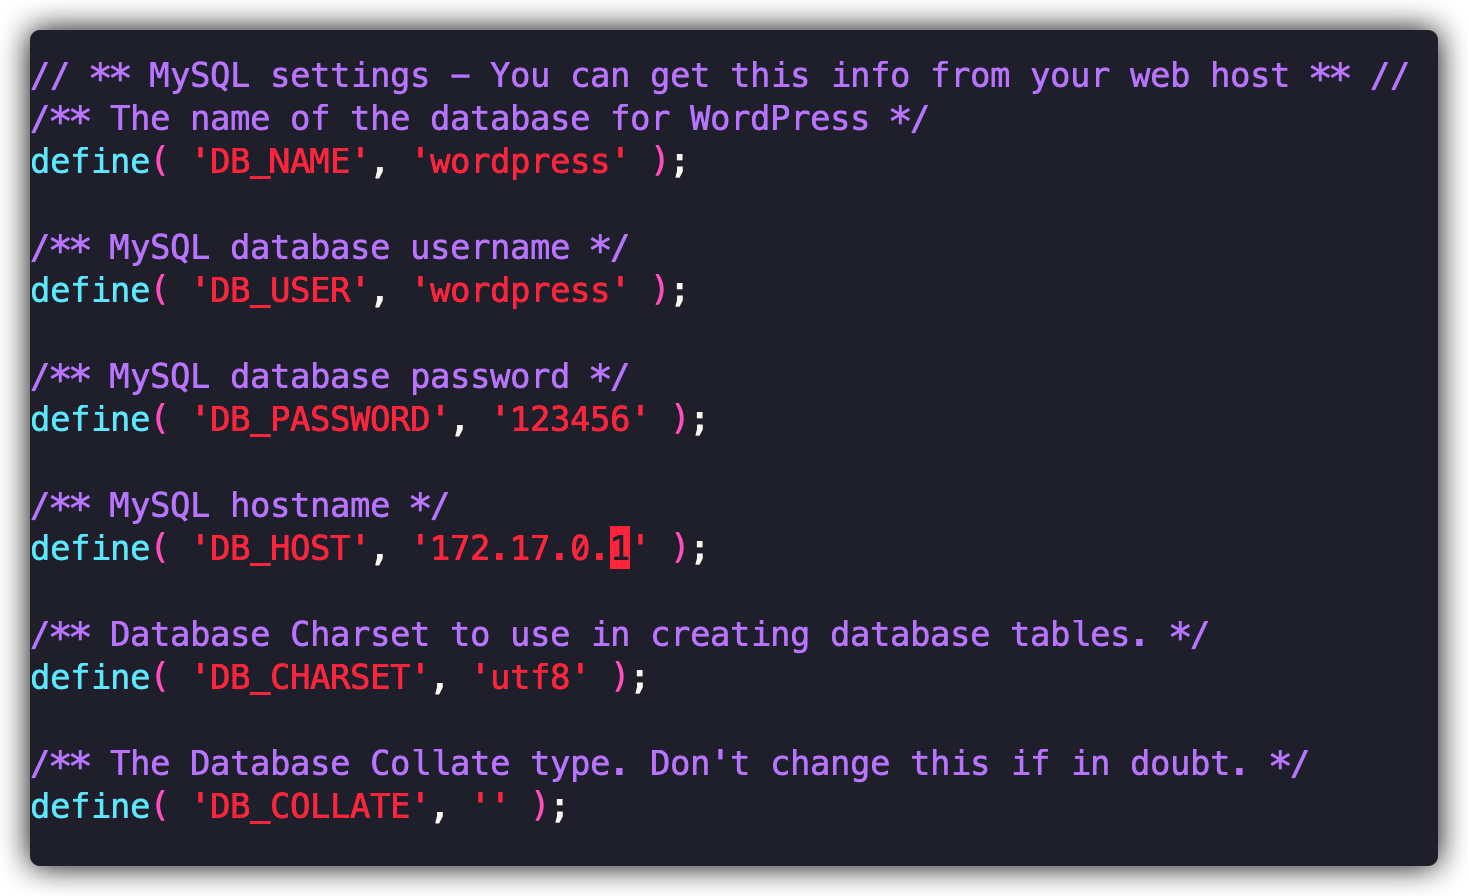 // ** MySQL settings - You can get this info from your web host ** //
/** The name of the database for WordPress */
define( 'DB_NAME', 'wordpress' );
/** MySQL database username */
define( 'DB_USER', 'wordpress' );
/** MySQL database password */
define( 'DB_PASSWORD', '123456' );
/** MySQL hostname */
define( 'DB_HOST', '172.17.0.1' );
/** Database Charset to use in creating database tables. */
define( 'DB_CHARSET', 'utf8' );
/** The Database Collate type. Don't change this if in doubt. */
define( 'DB_COLLATE', '' );